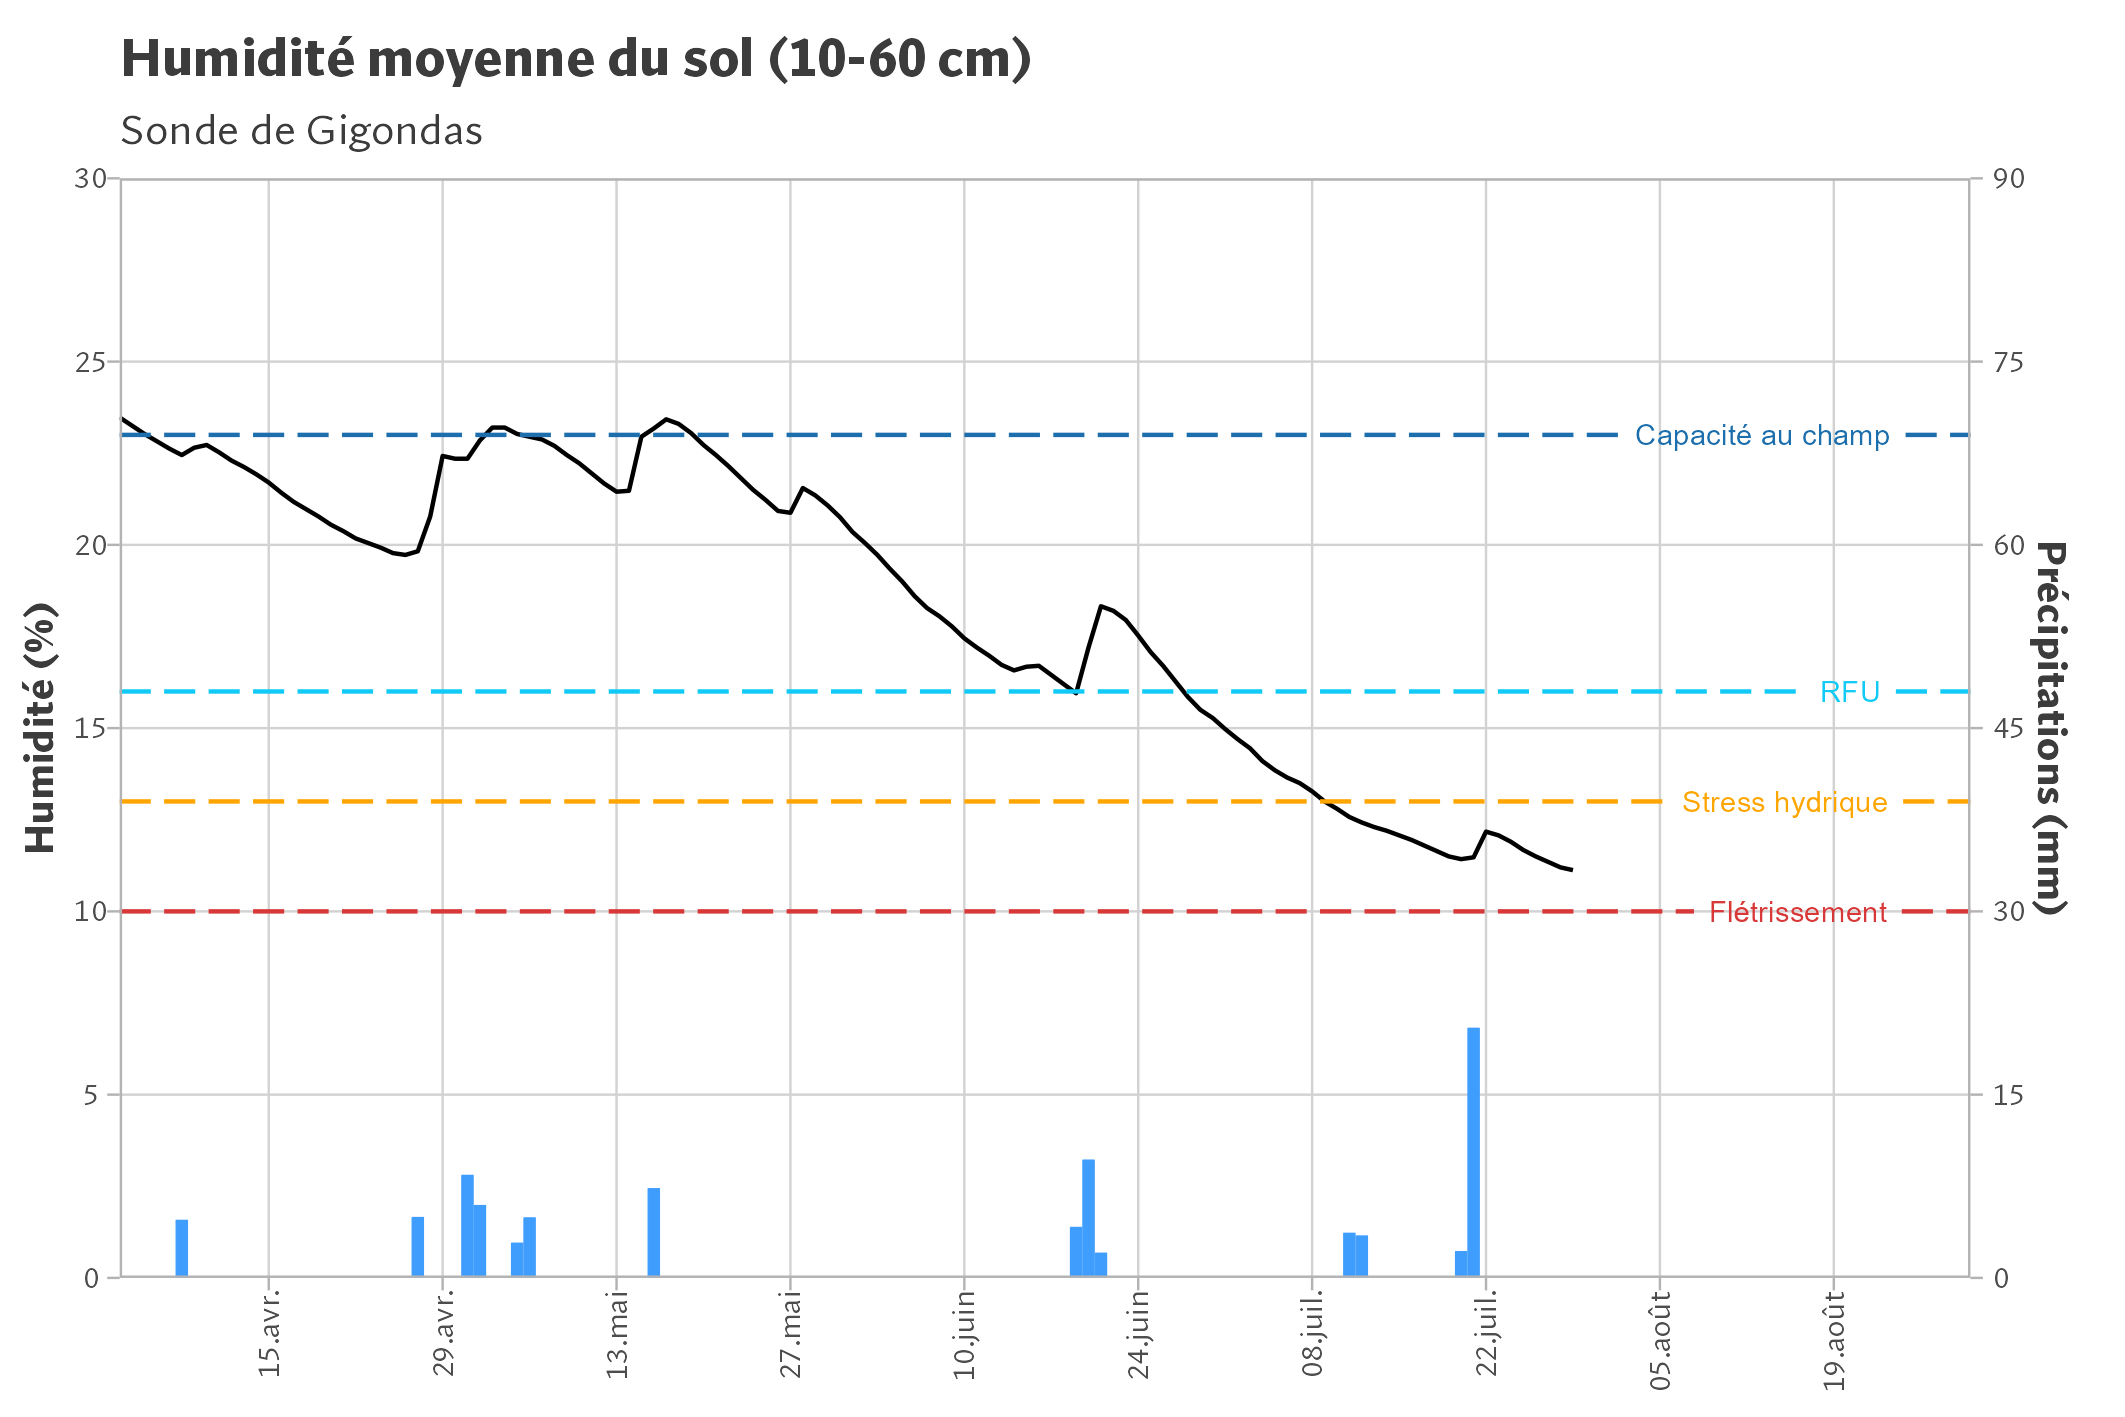 Humidité moyenne du sol (10-60 cm)
Sonde de Gigondas
30
25
20
15
10
5
0
Humidité (%)
90
75
60
45
30
15
0
Précipitations (mm)
Capacité au champ
RFU
Stress hydrique
Flétrissement
15.avr.
29.avr.
13.mai
27.mai
10.juin
24.juin
08.juil.
22.juil.
05.août
19.août